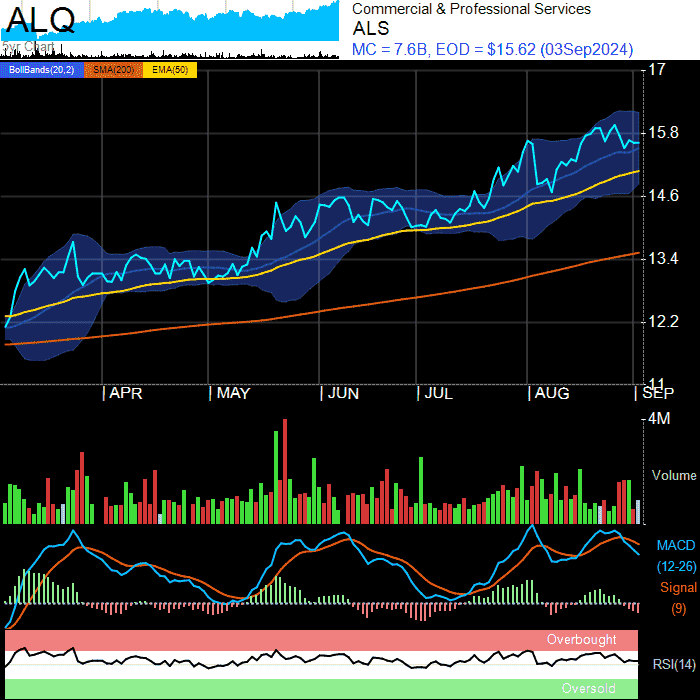 ALQ
5yr Chart
Commercial & Professional Services
ALS
MC = 7.6B, EOD = $15.62 (03Sep2024)
BollBands(20,2) SMA(200) EMA(50)
17
15.8
14.6
13.4
12.2
11
APR MAY JUN JUL AUG SEP
4M
Volume
MACD
(12-26)
Signal
(9)
Overbought
RSI(14)
Oversold